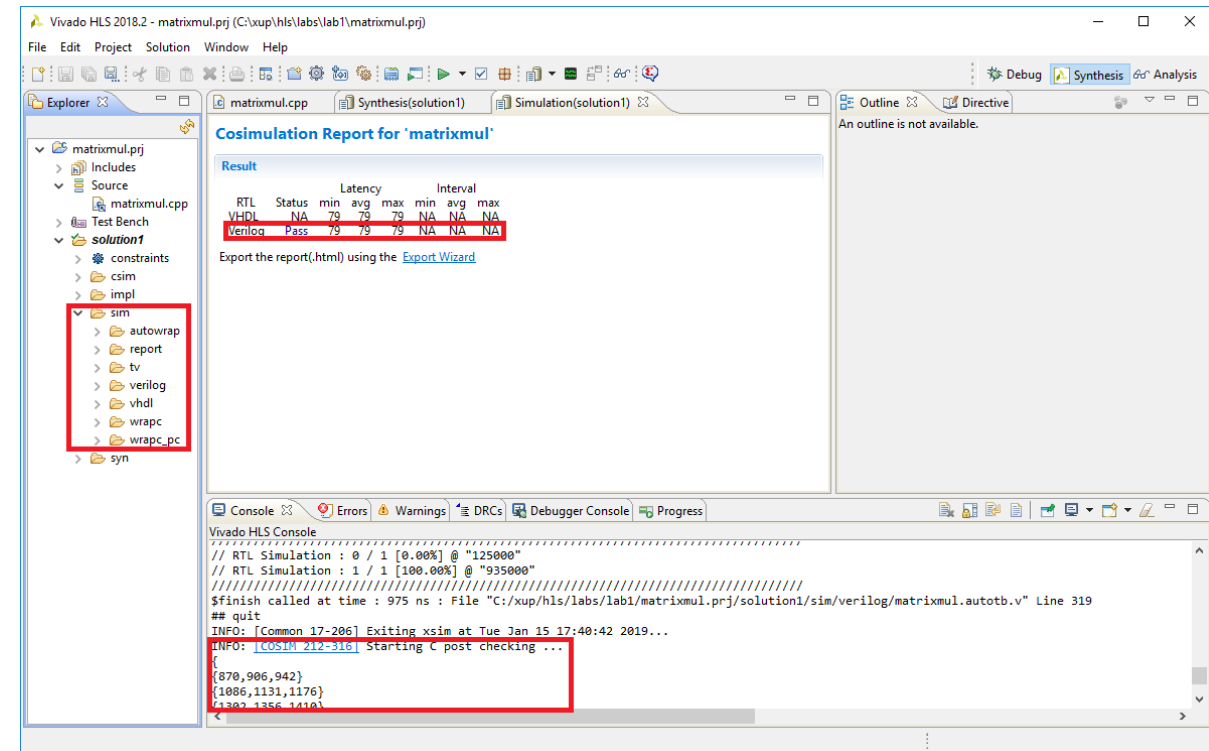 Vivado HLS 2018.2 - matrixmul.prj (C:\xup\hls\labs\lab1\matrixmul.prj)
File Edit Project Solution Window Help
Debug Synthesis Analysis
Explorer
matrixmul.prj
Includes
Source
matrixmul.cpp
Test Bench
solution1
constraints
csim
impl
sim
autowrap
report
tv
verilog
vhdl
wrapc
wrapc_pc
syn
matrixmul.cpp Synthesis(solution1) Simulation(solution1)
Cosimulation Report for 'matrixmul'
Result
Latency Interval
RTL Status min avg max min avg max
VHDL NA 79 79 79 NA NA NA
Verilog Pass 79 79 79 NA NA NA
Export the report(.html) using the Export Wizard
Outline Directive
An outline is not available.
Console Errors Warnings DRCs Debugger Console Progress
Vivado HLS Console
////////////////////////////////////////////////////////////////////////////////////
// RTL Simulation : 0 / 1 [0.00%] @ "125000"
// RTL Simulation : 1 / 1 [100.00%] @ "935000"
////////////////////////////////////////////////////////////////////////////////////
$finish called at time : 975 ns : File "C:/xup/hls/labs/lab1/matrixmul.prj/solution1/sim/verilog/matrixmul.autotb.v" Line 319
## quit
INFO: [Common 17-206] Exiting xsim at Tue Jan 15 17:40:42 2019...
INFO: [COSIM 212-316] Starting C post checking ...
{
{870,906,942}
{1086,1131,1176}
{1302,1356,1410}